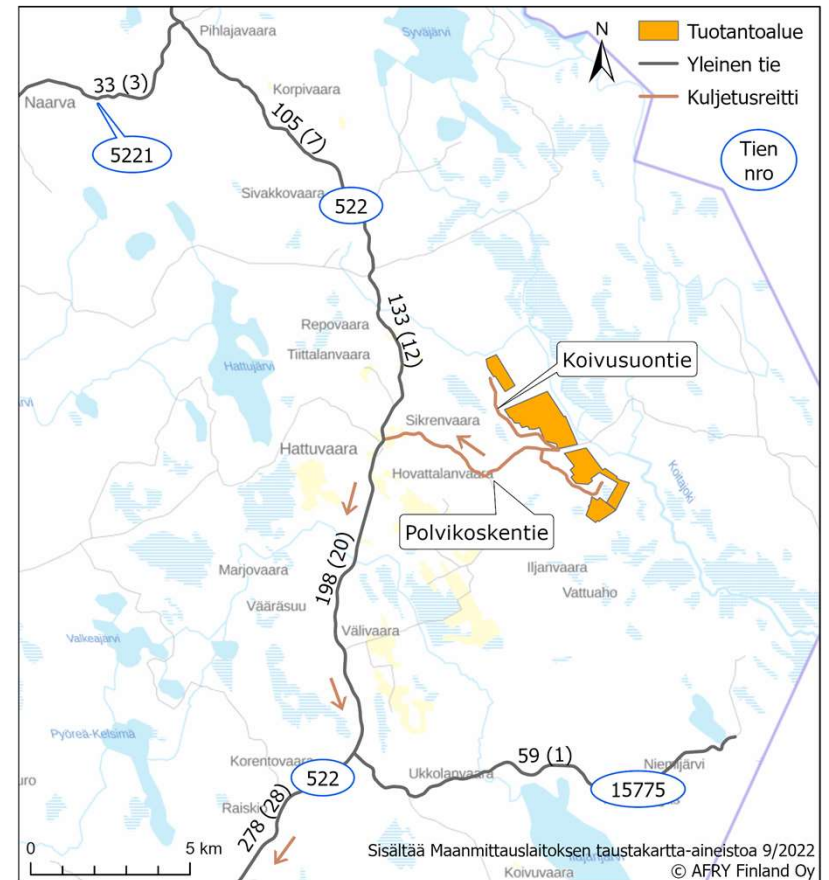 Pihlajavaara
Syväjärvi
N
Tuotantoalue
Yleinen tie
Kuljetusreitti
Tien
nro
33 (3)
Naarva
5221
Korpivaara
105 (7)
Sivakkovaara
522
133 (12)
Repovaara
Tiittalanvaara
Hattujärvi
Koivusuontie
Sikrenvaara
Hattuvaara
Hovattalanvaara
Koitajoki
Polvikoskentie
198 (20)
Marjovaara
Iljanvaara
Vattuaho
Vääräsuu
Välivaara
Valkeajärvi
Pyöreä-Kelsimä
Korentovaara
522
Ukkolanvaara
59 (1)
Niemijärvi
15775
Raiskio
278 (28)
0
5 km
Sisältää Maanmittauslaitoksen taustakartta-aineistoa 9/2022
© AFRY Finland Oy
Koivuvaara